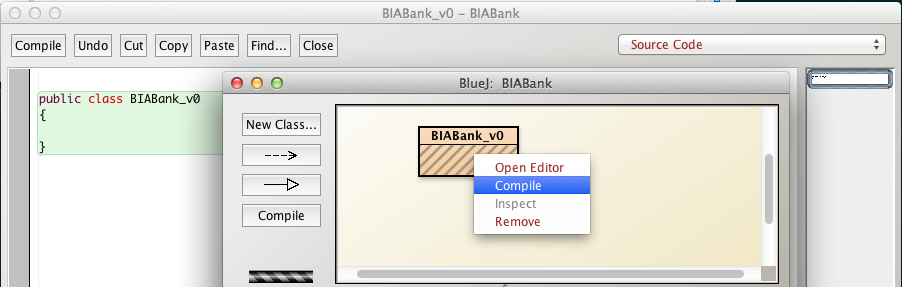 BIABank_v0 – BIABank
Compile Undo Cut Copy Paste Find... Close Source Code
public class BIABank_v0
{
}
BlueJ: BIABank
New Class...
Compile
BIABank_v0
Open Editor
Compile
Inspect
Remove